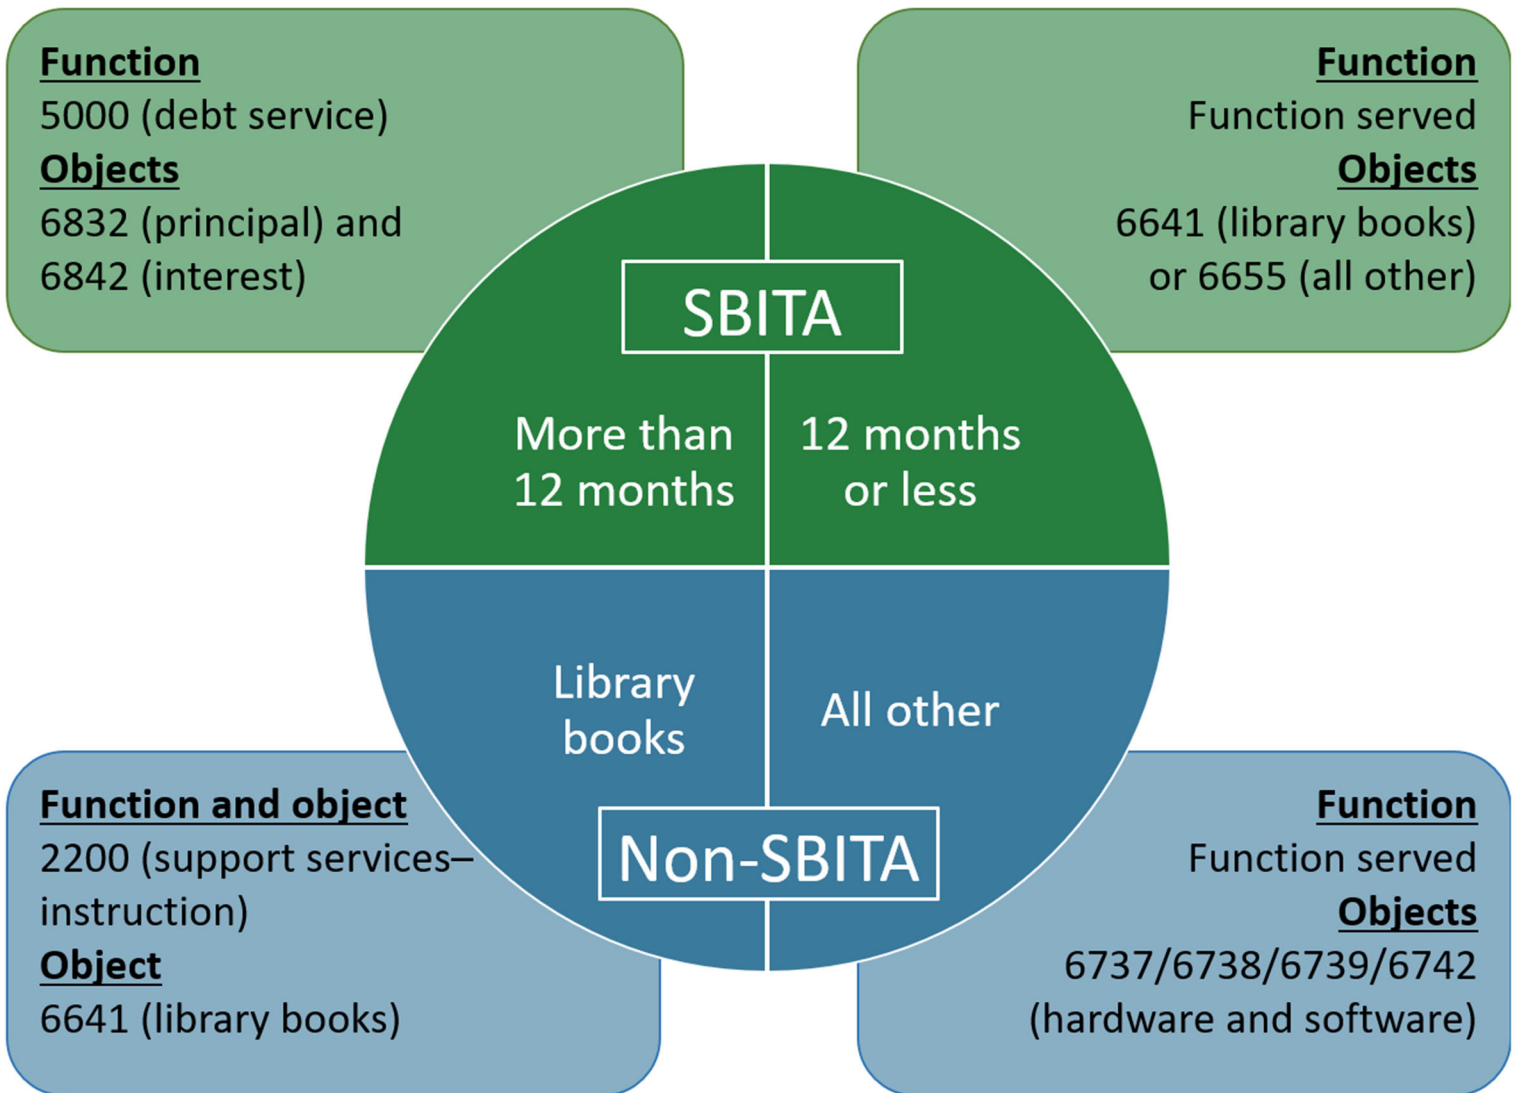 Function
5000 (debt service)
Objects
6832 (principal) and
6842 (interest)
Function
Function served
Objects
6641 (library books)
or 6655 (all other)
SBITA
More than
12 months
12 months
or less
Library
books
All other
Non-SBITA
Function and object
2200 (support services–
instruction)
Object
6641 (library books)
Function
Function served
Objects
6737/6738/6739/6742
(hardware and software)